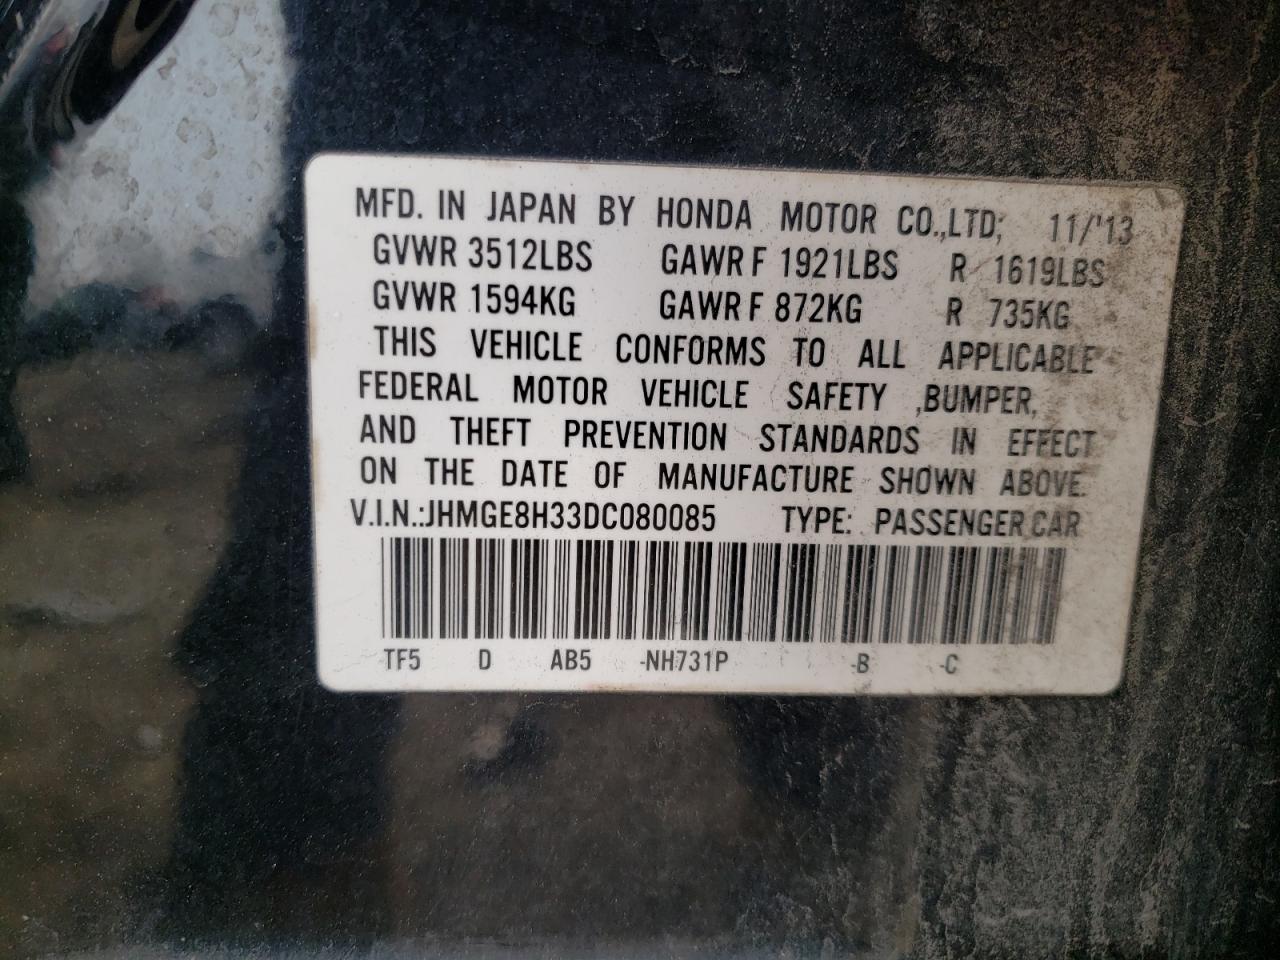 MFD. IN JAPAN BY HONDA MOTOR CO.,LTD; 11/'13
GVWR 3512LBS GAWR F 1921LBS R 1619LBS
GVWR 1594KG GAWR F 872KG R 735KG
THIS VEHICLE CONFORMS TO ALL APPLICABLE
FEDERAL MOTOR VEHICLE SAFETY ,BUMPER,
AND THEFT PREVENTION STANDARDS IN EFFECT
ON THE DATE OF MANUFACTURE SHOWN ABOVE.
V.I.N.:JHMGE8H33DC080085 TYPE: PASSENGER CAR
TF5 D AB5 -NH731P -B -C